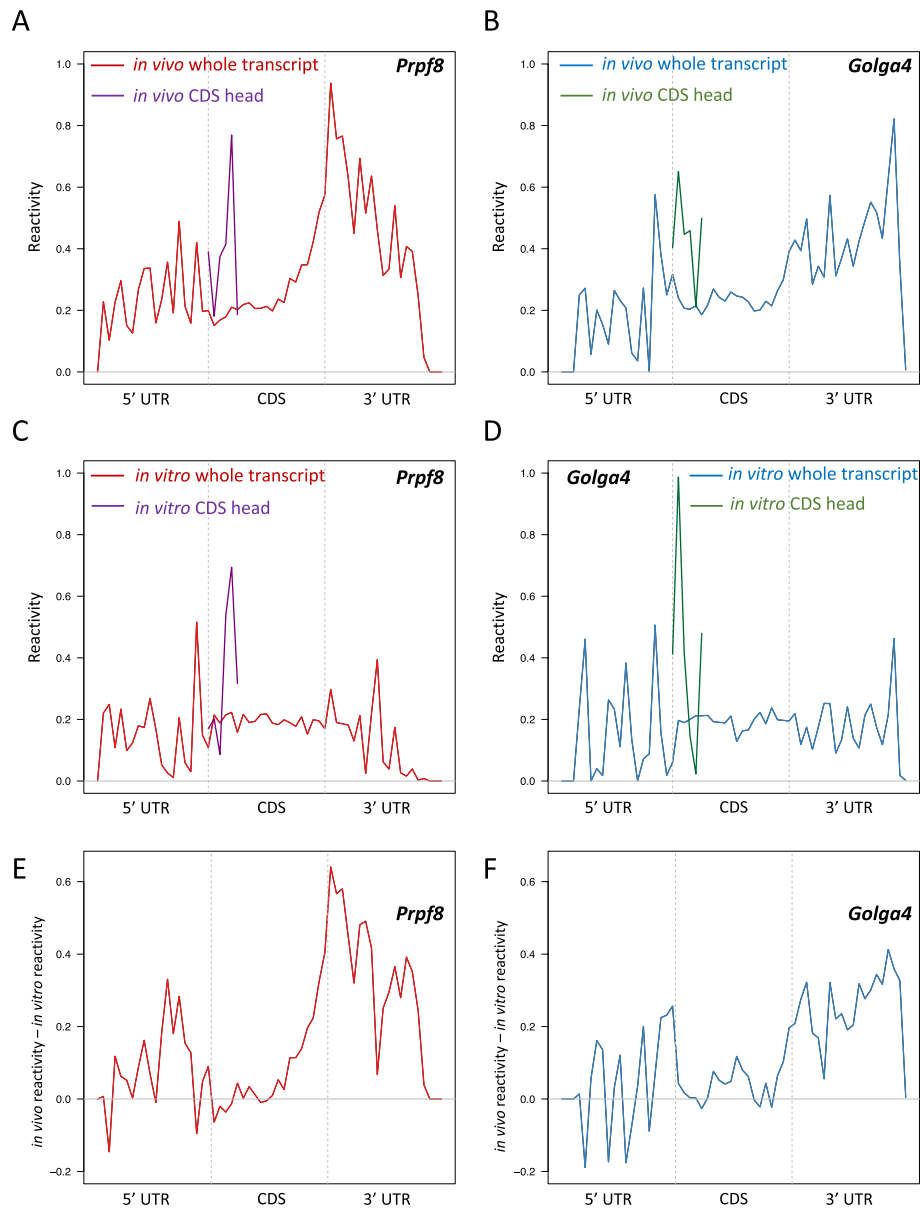 A
B
in vivo whole transcript
in vivo CDS head
Prpf8
in vivo whole transcript
in vivo CDS head
Golga4
Reactivity
1.0
0.8
0.6
0.4
0.2
0.0
5’ UTR
CDS
3’ UTR
Reactivity
1.0
0.8
0.6
0.4
0.2
0.0
5’ UTR
CDS
3’ UTR
C
D
in vitro whole transcript
in vitro CDS head
Prpf8
Golga4
in vitro whole transcript
in vitro CDS head
Reactivity
1.0
0.8
0.6
0.4
0.2
0.0
5’ UTR
CDS
3’ UTR
Reactivity
1.0
0.8
0.6
0.4
0.2
0.0
5’ UTR
CDS
3’ UTR
E
F
Prpf8
Golga4
in vivo reactivity – in vitro reactivity
0.6
0.4
0.2
0.0
–0.2
5’ UTR
CDS
3’ UTR
in vivo reactivity – in vitro reactivity
0.6
0.4
0.2
0.0
–0.2
5’ UTR
CDS
3’ UTR